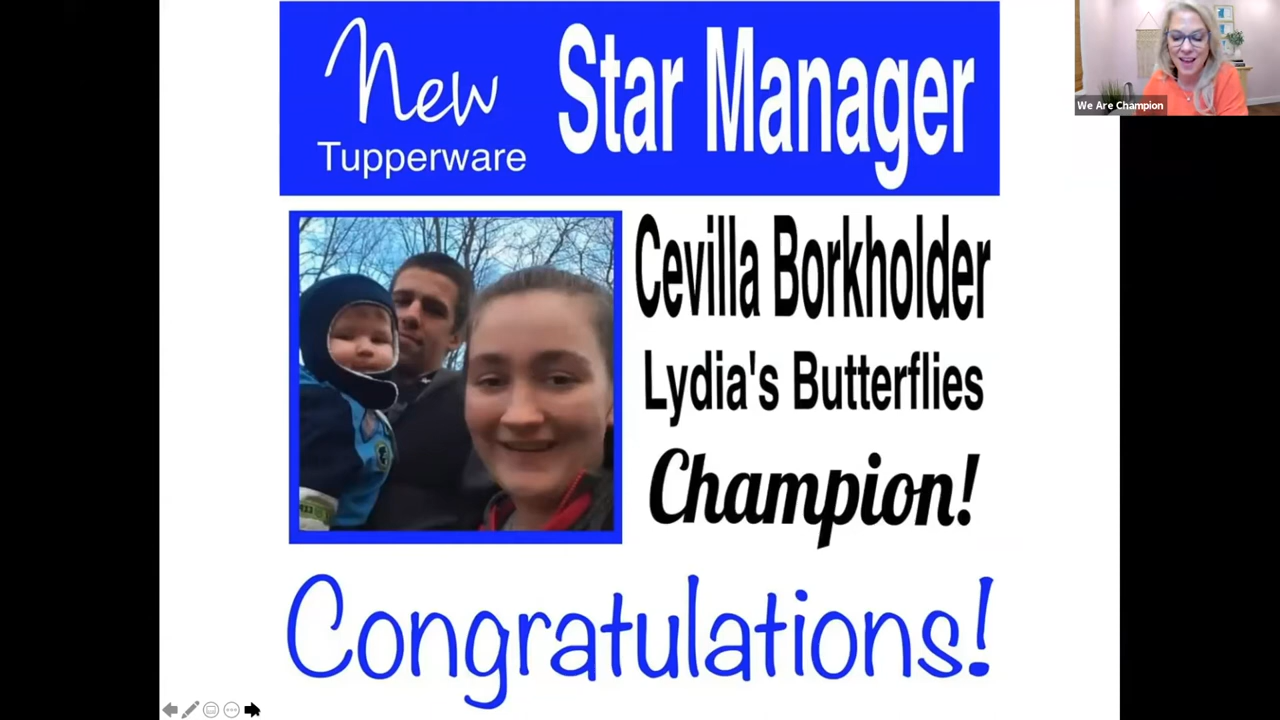 New
Tupperware
Star Manager
We Are Champion
Cevilla Borkholder
Lydia's Butterflies
Champion!
Congratulations!